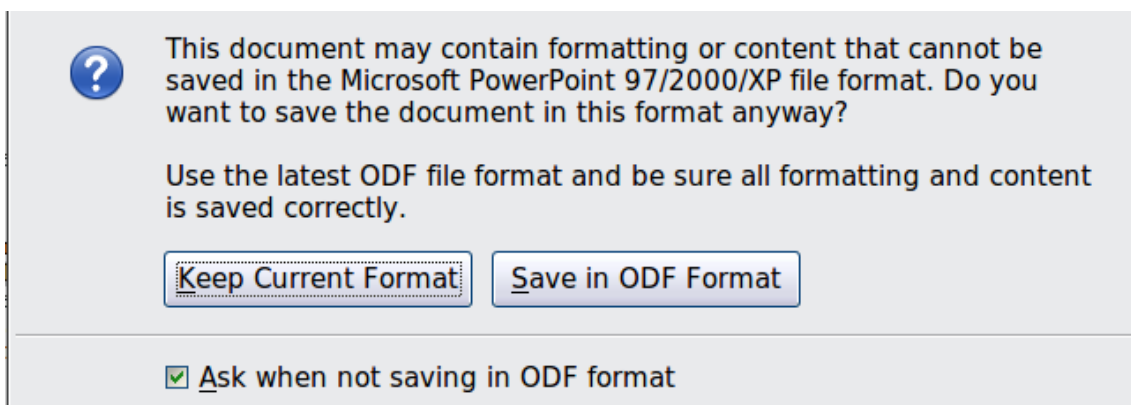 This document may contain formatting or content that cannot be
saved in the Microsoft PowerPoint 97/2000/XP file format. Do you
want to save the document in this format anyway?
Use the latest ODF file format and be sure all formatting and content
is saved correctly.
Keep Current Format Save in ODF Format
Ask when not saving in ODF format